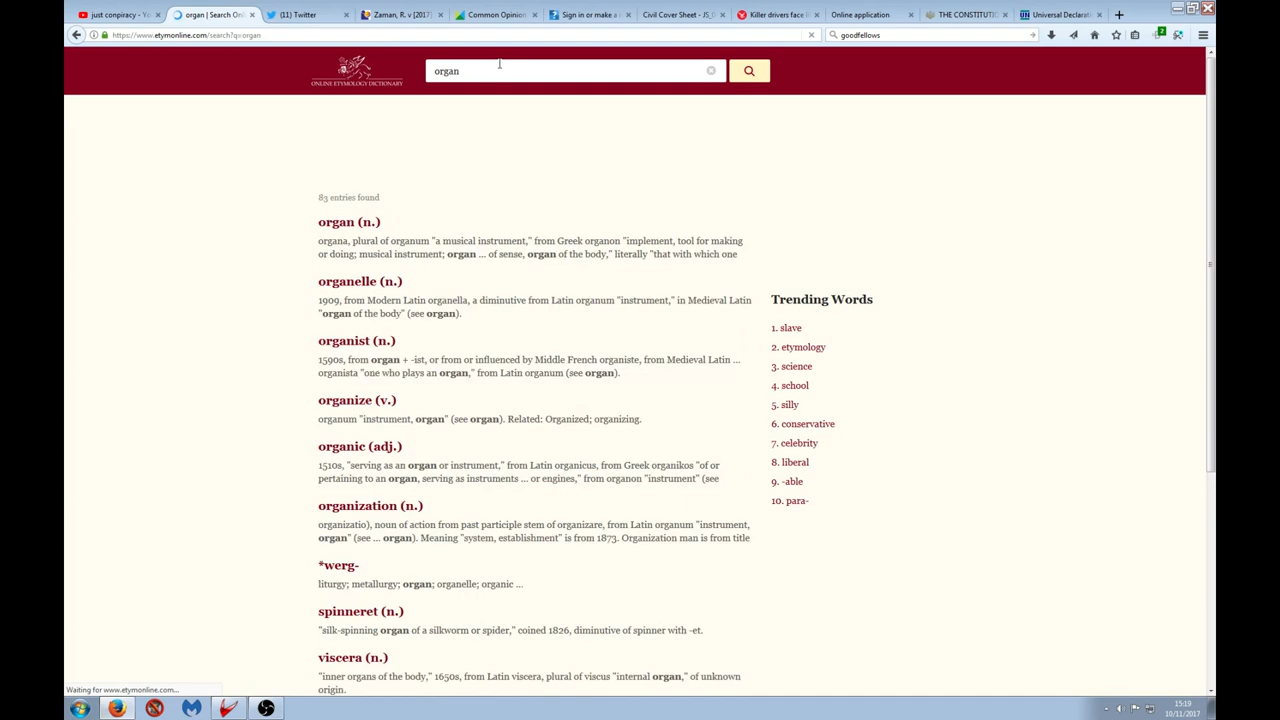 just conpiracy - Yo
organ | Search Onl
(11) Twitter
Zaman, R v [2017]
Common Opinion
Sign in or make a
Civil Cover Sheet - JS_
Killer drivers face li
Online application
THE CONSTITUTIO
Universal Declarati
https://www.etymonline.com/search?q=organ
goodfellows
2
ONLINE ETYMOLOGY DICTIONARY
organ
83 entries found
organ (n.)
organa, plural of organum "a musical instrument," from Greek organon "implement, tool for making
or doing; musical instrument; organ ... of sense, organ of the body," literally "that with which one
organelle (n.)
1909, from Modern Latin organella, a diminutive from Latin organum "instrument," in Medieval Latin
"organ of the body" (see organ).
organist (n.)
1590s, from organ + -ist, or from or influenced by Middle French organiste, from Medieval Latin ...
organista "one who plays an organ," from Latin organum (see organ).
organize (v.)
organum "instrument, organ" (see organ). Related: Organized; organizing.
organic (adj.)
1510s, "serving as an organ or instrument," from Latin organicus, from Greek organikos "of or
pertaining to an organ, serving as instruments ... or engines," from organon "instrument" (see
organization (n.)
organizatio), noun of action from past participle stem of organizare, from Latin organum "instrument,
organ" (see ... organ). Meaning "system, establishment" is from 1873. Organization man is from title
*werg-
liturgy; metallurgy; organ; organelle; organic ...
spinneret (n.)
"silk-spinning organ of a silkworm or spider," coined 1826, diminutive of spinner with -et.
viscera (n.)
"inner organs of the body," 1650s, from Latin viscera, plural of viscus "internal organ," of unknown
origin.
Trending Words
1. slave
2. etymology
3. science
4. school
5. silly
6. conservative
7. celebrity
8. liberal
9. -able
10. para-
Waiting for www.etymonline.com...
15:19
10/11/2017